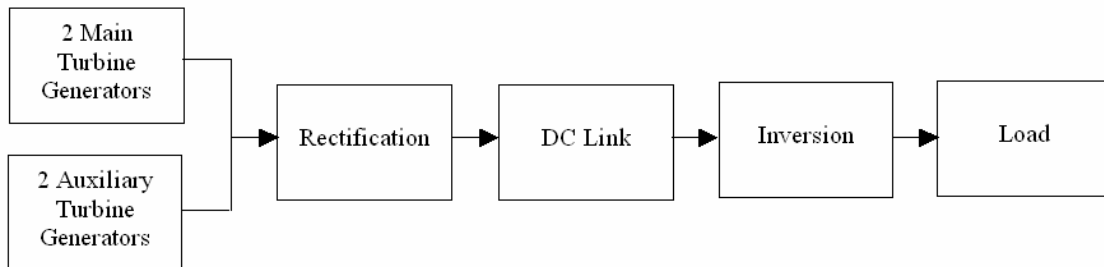 2 Main
Turbine
Generators
2 Auxiliary
Turbine
Generators
Rectification
DC Link
Inversion
Load